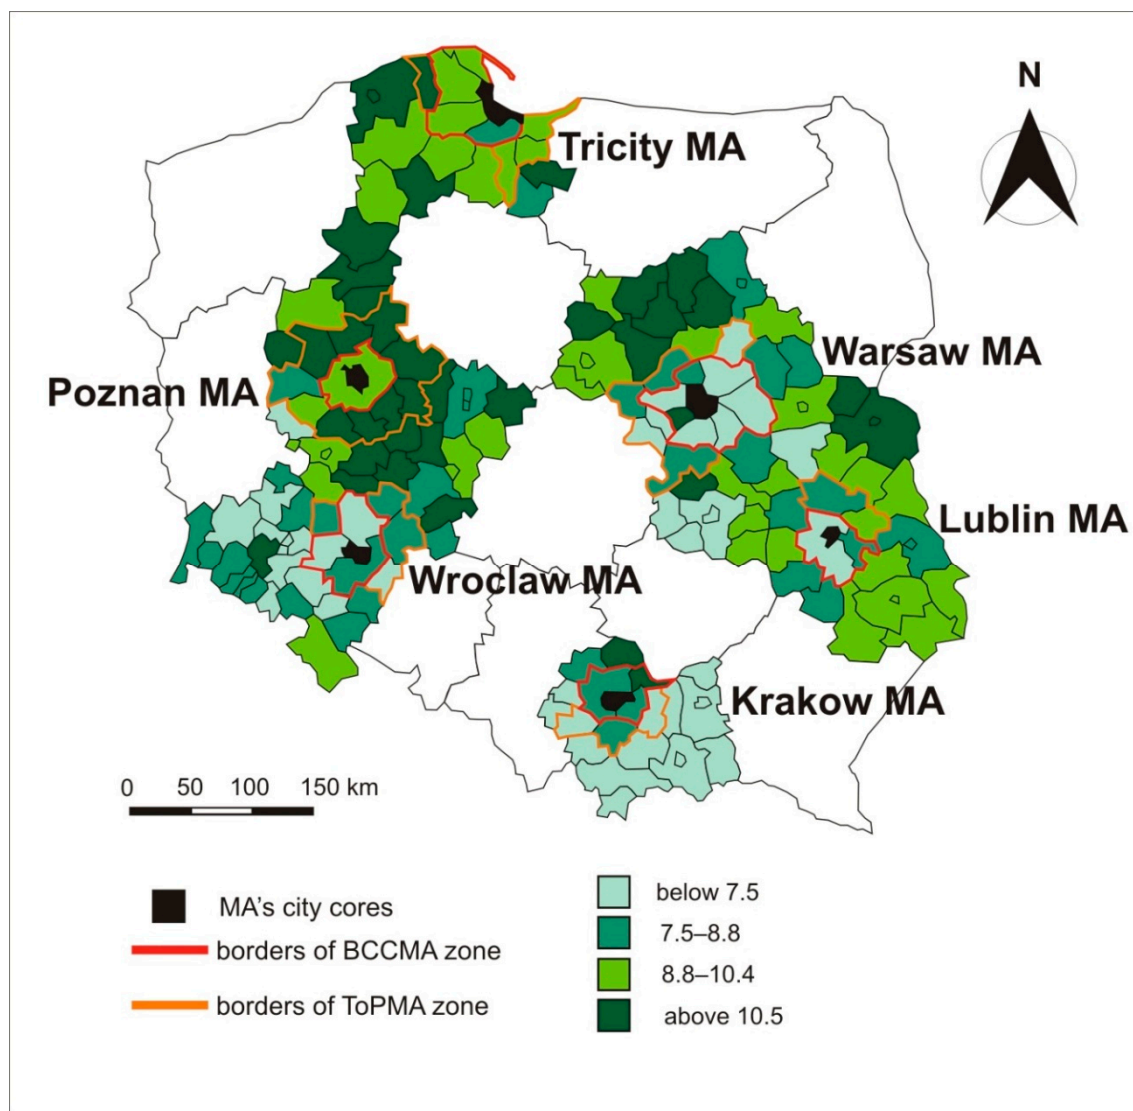 N
Tricity MA
Warsaw MA
Poznan MA
Lublin MA
Wroclaw MA
Krakow MA
0 50 100 150 km
MA's city cores
borders of BCCMA zone
borders of ToPMA zone
below 7.5
7.5–8.8
8.8–10.4
above 10.5